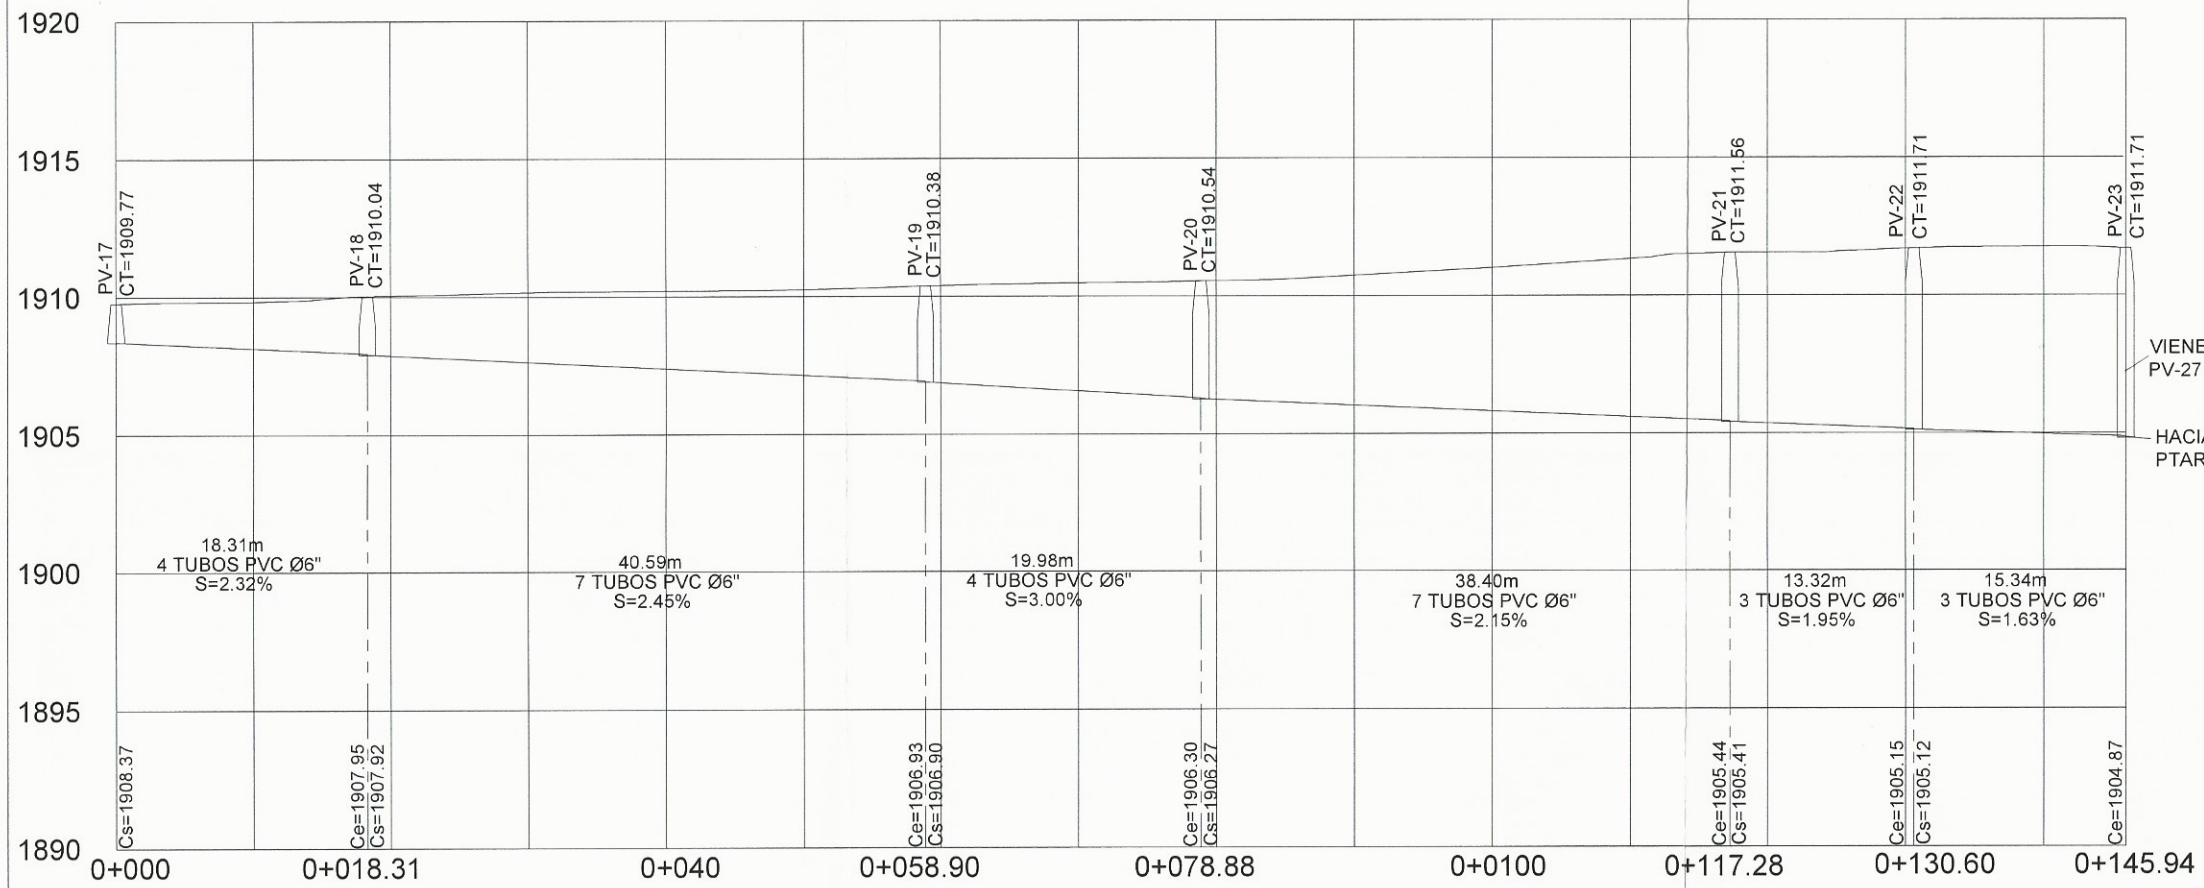 1920
1915
1910
1905
1900
1895
1890
PV-17
CT=1909.77
PV-18
CT=1910.04
PV-19
CT=1910.38
PV-20
CT=1910.54
PV-21
CT=1911.56
PV-22
CT=1911.71
PV-23
CT=1911.71
VIENE
PV-27
HACIA
PTAR
18.31m
4 TUBOS PVC Ø6"
S=2.32%
40.59m
7 TUBOS PVC Ø6"
S=2.45%
19.98m
4 TUBOS PVC Ø6"
S=3.00%
38.40m
7 TUBOS PVC Ø6"
S=2.15%
13.32m
3 TUBOS PVC Ø6"
S=1.95%
15.34m
3 TUBOS PVC Ø6"
S=1.63%
Cs=1908.37
Ce=1907.95
Cs=1907.92
Ce=1906.93
Cs=1906.90
Ce=1906.30
Cs=1906.27
Ce=1905.44
Cs=1905.41
Ce=1905.15
Cs=1905.12
Ce=1904.87
0+000
0+018.31
0+040
0+058.90
0+078.88
0+0100
0+117.28
0+130.60
0+145.94